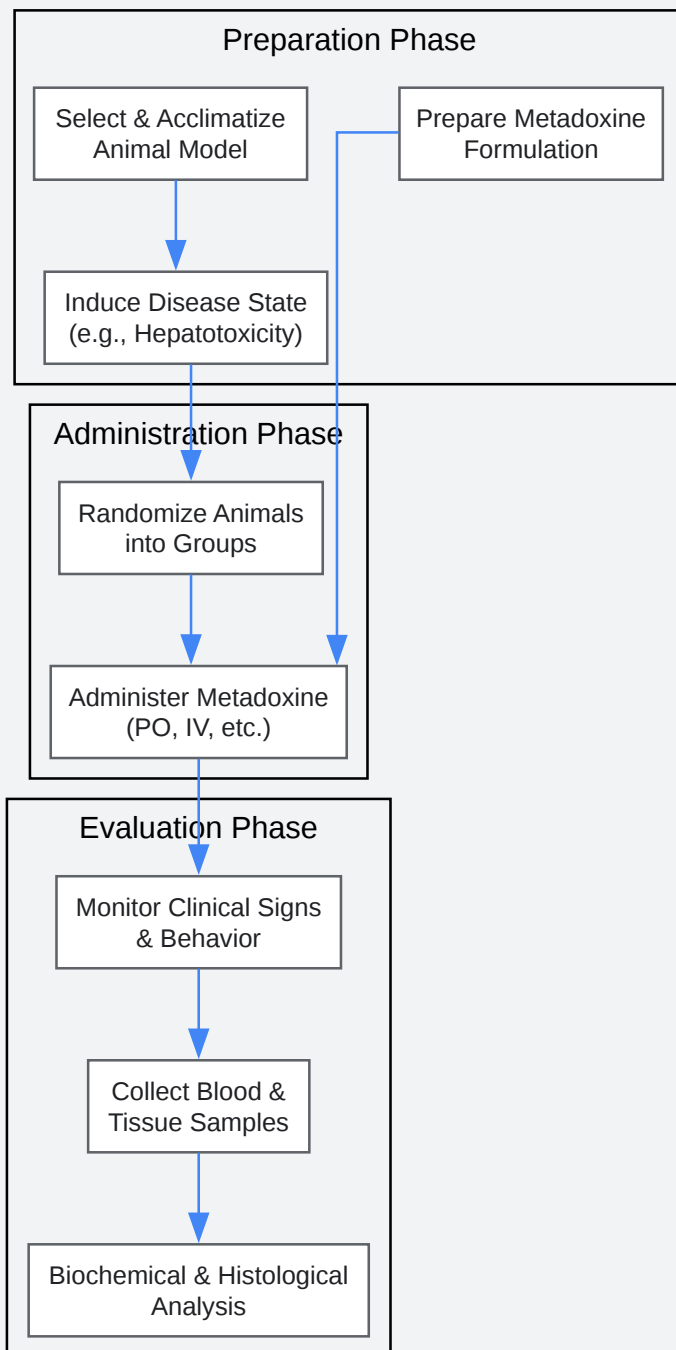 Preparation Phase
Select & Acclimatize
Animal Model
Prepare Metadoxine
Formulation
Induce Disease State
(e.g., Hepatotoxicity)
Administration Phase
Randomize Animals
into Groups
Administer Metadoxine
(PO, IV, etc.)
Evaluation Phase
Monitor Clinical Signs
& Behavior
Collect Blood &
Tissue Samples
Biochemical & Histological
Analysis